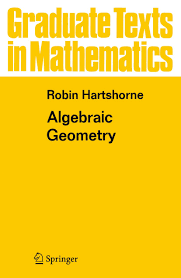 Graduate Texts
in Mathematics
Robin Hartshorne
Algebraic
Geometry
Springer